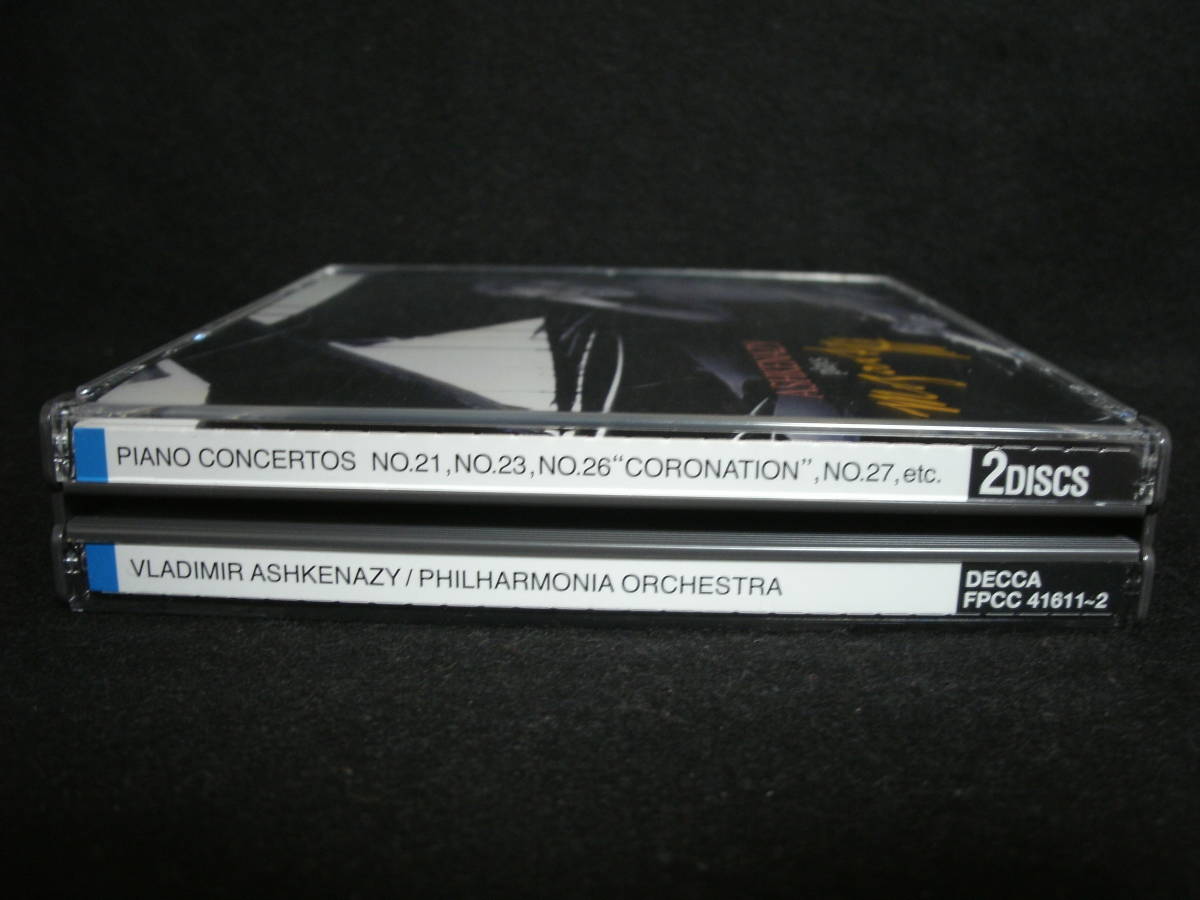 PIANO CONCERTOS NO.21, NO.23, NO.26“CORONATION”, NO.27, etc.
2DISCS
VLADIMIR ASHKENAZY / PHILHARMONIA ORCHESTRA
DECCA
FPCC 41611~2
ASHKENAZY